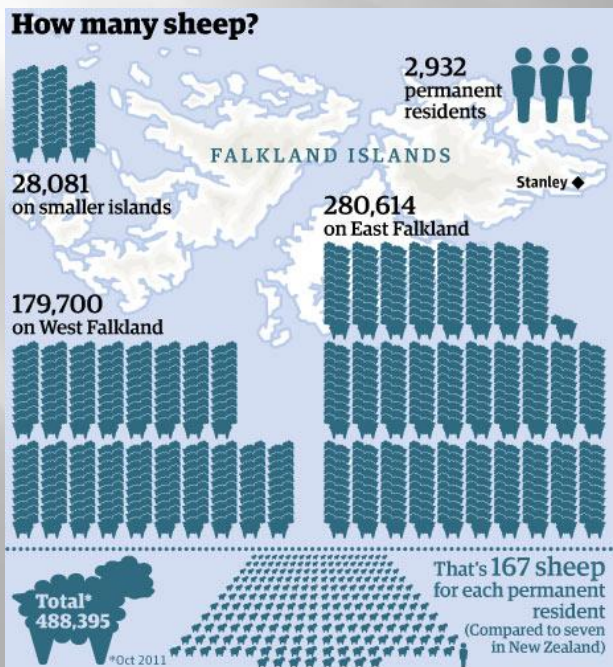 How many sheep?
2,932
permanent
residents
FALKLAND ISLANDS
Stanley
28,081
on smaller islands
280,614
on East Falkland
179,700
on West Falkland
Total*
488,395
*Oct 2011
That's 167 sheep
for each permanent
resident
(Compared to seven
in New Zealand)